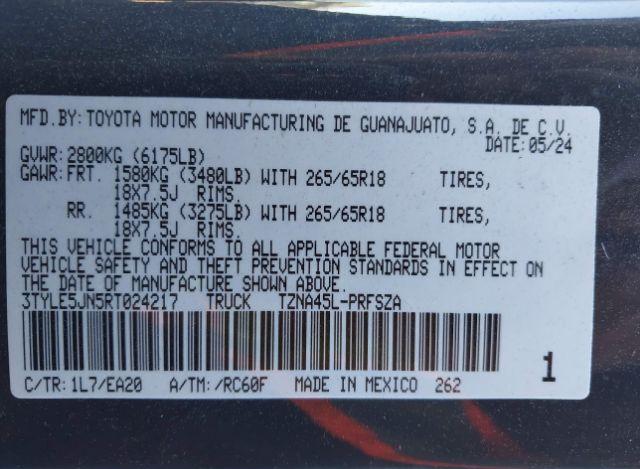 MFD.BY: TOYOTA MOTOR MANUFACTURING DE GUANAJUATO, S.A. DE C.V.
DATE: 05/24
GVWR: 2800KG (6175LB)
GAWR: FRT. 1580KG (3480LB) WITH 265/65R18 TIRES,
18X7.5J RIMS.
RR. 1485KG (3275LB) WITH 265/65R18 TIRES,
18X7.5J RIMS.
THIS VEHICLE CONFORMS TO ALL APPLICABLE FEDERAL MOTOR
VEHICLE SAFETY AND THEFT PREVENTION STANDARDS IN EFFECT ON
THE DATE OF MANUFACTURE SHOWN ABOVE.
3TYLE5JN5RT024217 TRUCK TZNA45L-PRFSZA
1
C/TR: 1L7/EA20 A/TM: /RC60F MADE IN MEXICO 262